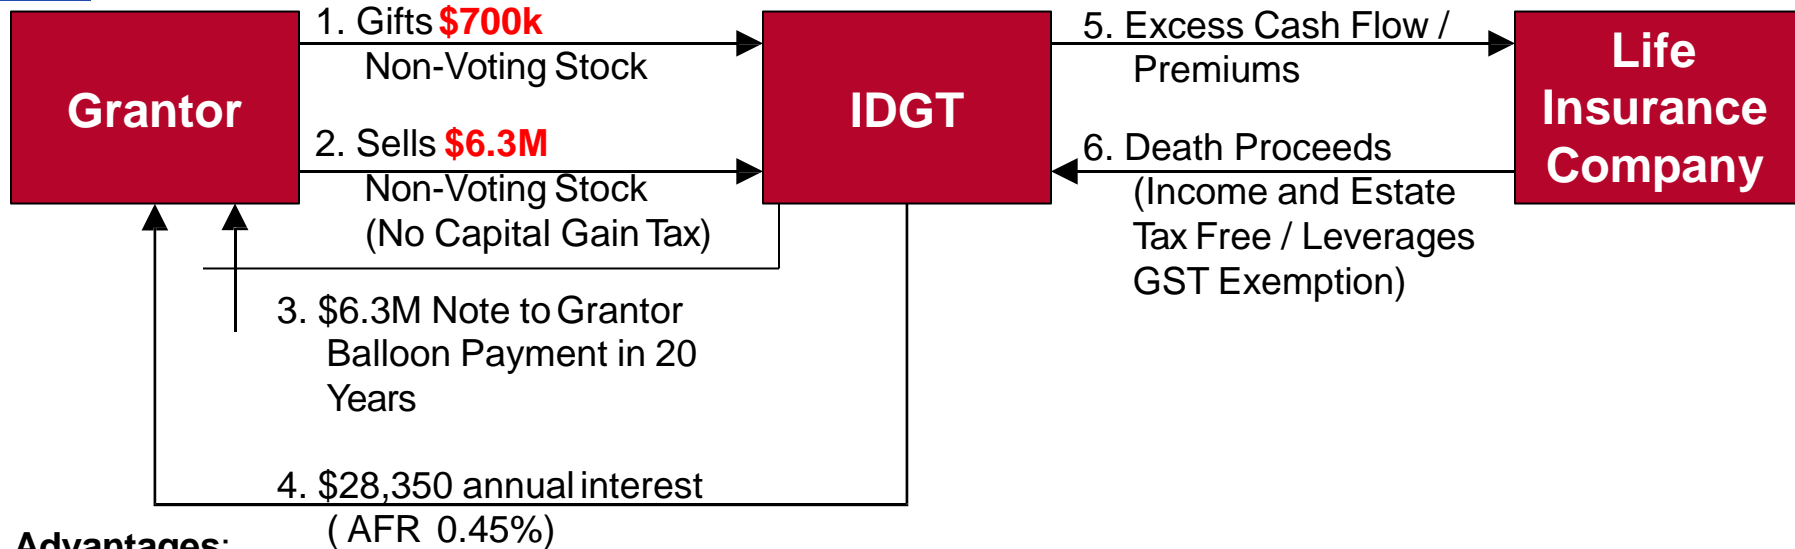 1. Gifts $700k
Non-Voting Stock
Grantor
2. Sells $6.3M
Non-Voting Stock
(No Capital Gain Tax)
IDGT
5. Excess Cash Flow /
Premiums
6. Death Proceeds
(Income and Estate
Tax Free / Leverages
GST Exemption)
Life
Insurance
Company
3. $6.3M Note to Grantor
Balloon Payment in 20
Years
4. $28,350 annual interest
( AFR 0.45%)
Advantages: